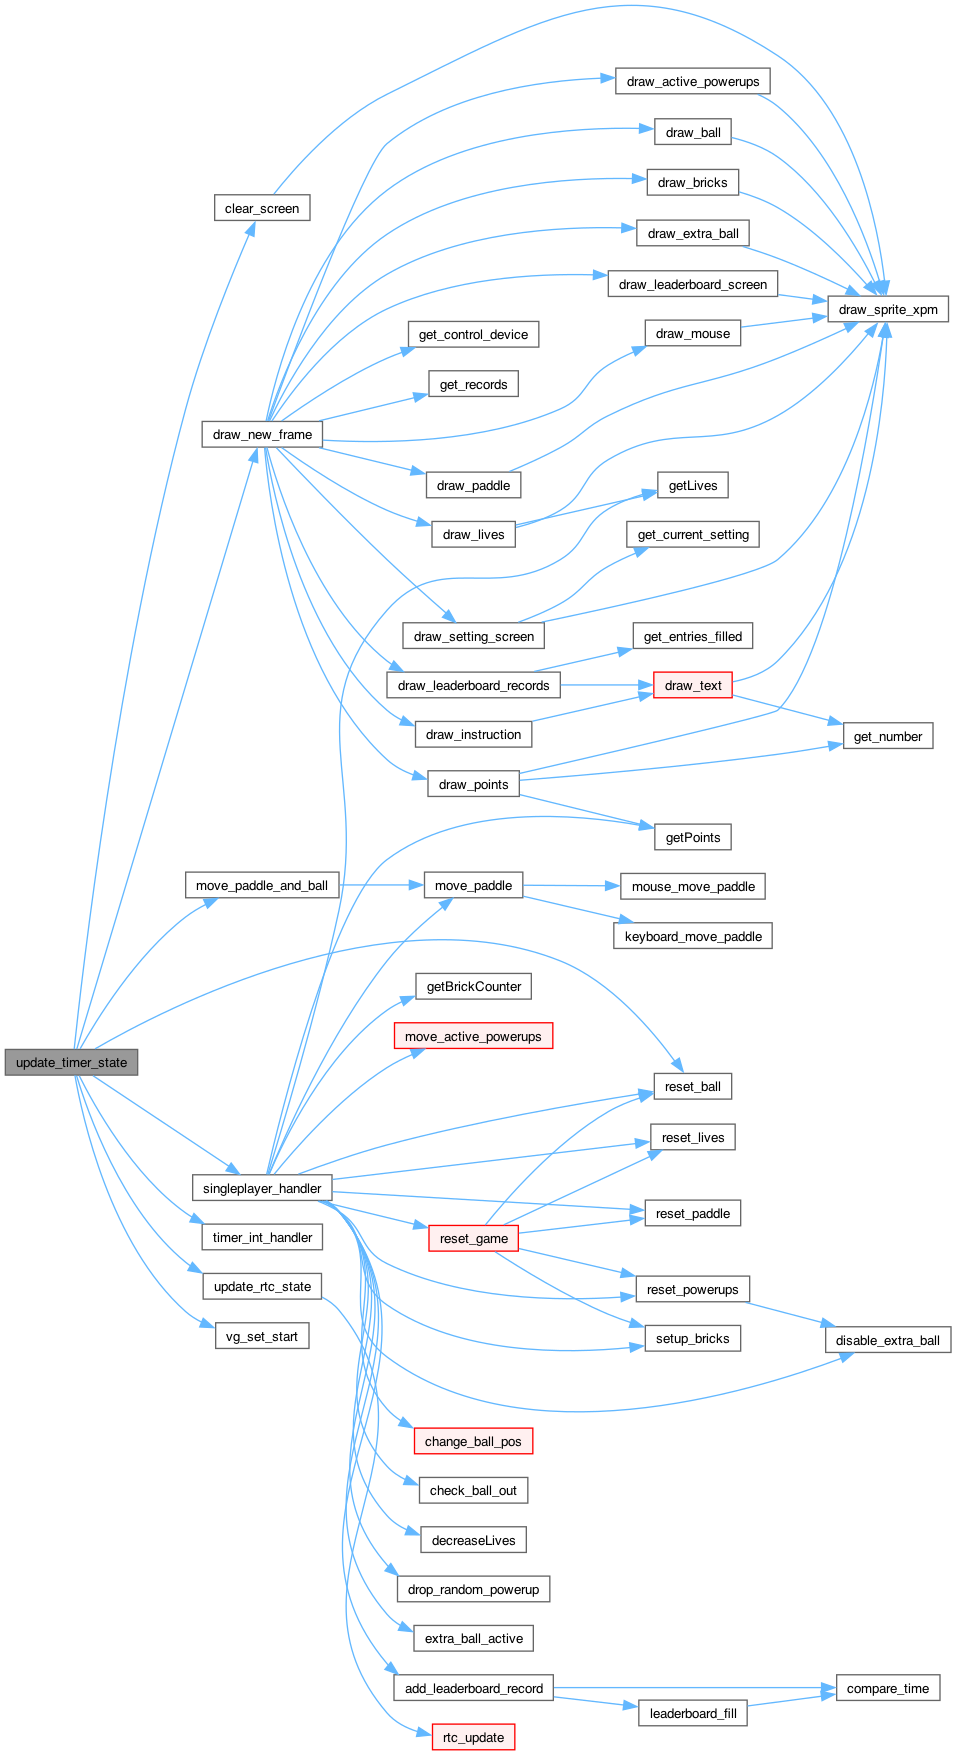 draw_active_powerups
draw_ball
draw_bricks
clear_screen
draw_extra_ball
draw_leaderboard_screen
draw_sprite_xpm
get_control_device
draw_mouse
get_records
draw_new_frame
draw_paddle
getLives
draw_lives
get_current_setting
draw_setting_screen
get_entries_filled
draw_leaderboard_records
draw_text
draw_instruction
get_number
draw_points
getPoints
move_paddle_and_ball
move_paddle
mouse_move_paddle
keyboard_move_paddle
getBrickCounter
move_active_powerups
update_timer_state
reset_ball
reset_lives
singleplayer_handler
reset_paddle
timer_int_handler
reset_game
update_rtc_state
reset_powerups
vg_set_start
setup_bricks
disable_extra_ball
change_ball_pos
check_ball_out
decreaseLives
drop_random_powerup
extra_ball_active
add_leaderboard_record
compare_time
leaderboard_fill
rtc_update